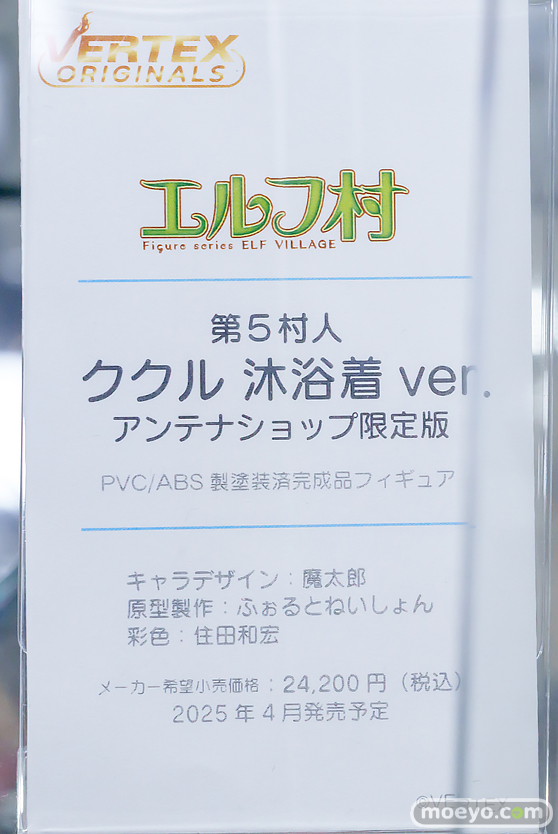 VERTEX
ORIGINALS
エルフ村
Figure series ELF VILLAGE
第5村人
ククル 沐浴着 ver.
アンテナショップ限定版
PVC/ABS 製塗装済完成品フィギュア
キャラデザイン：魔太郎
原型製作：ふぉるとねいしょん
彩色：住田和宏
メーカー希望小売価格：24,200円（税込）
2025年4月発売予定
©VERTEX
moeyo.com